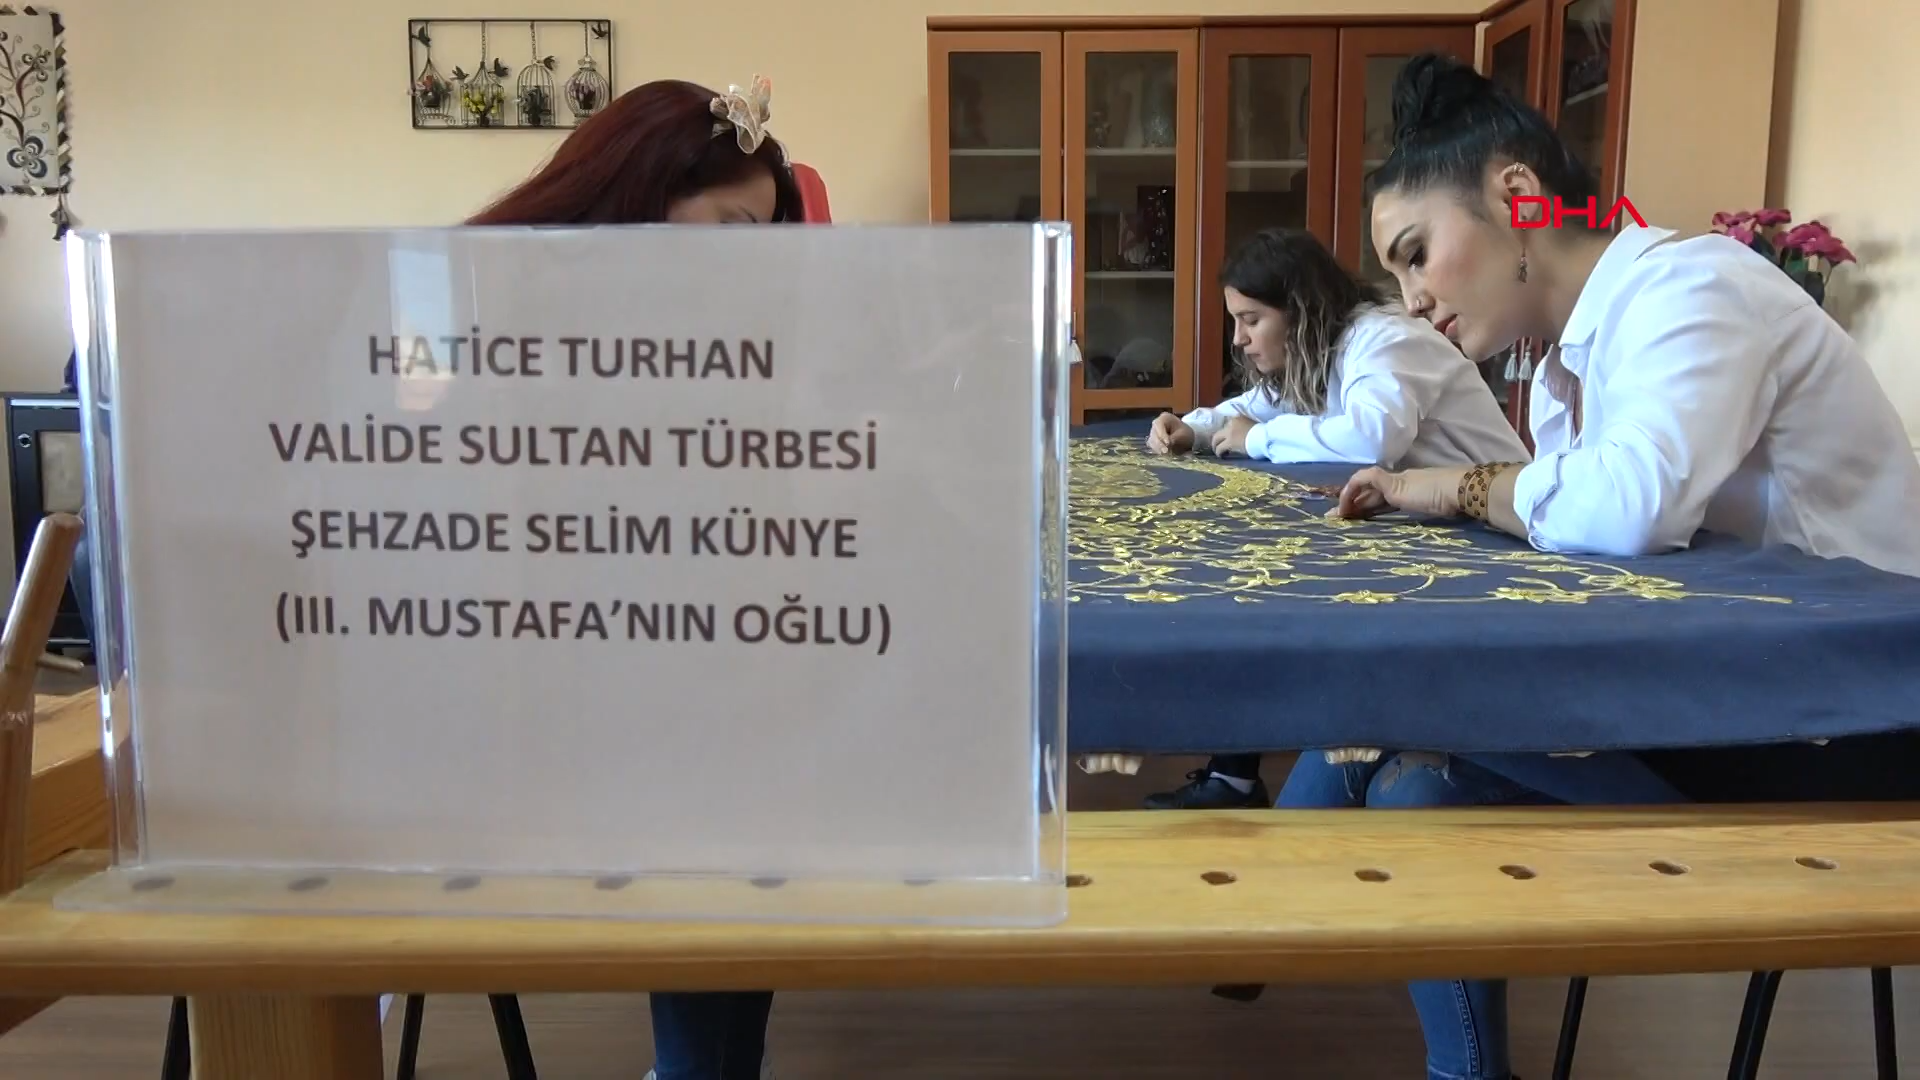 DHA
HATİCE TURHAN
VALİDE SULTAN TÜRBESİ
ŞEHZADE SELİM KÜNYE
(III. MUSTAFA’NIN OĞLU)